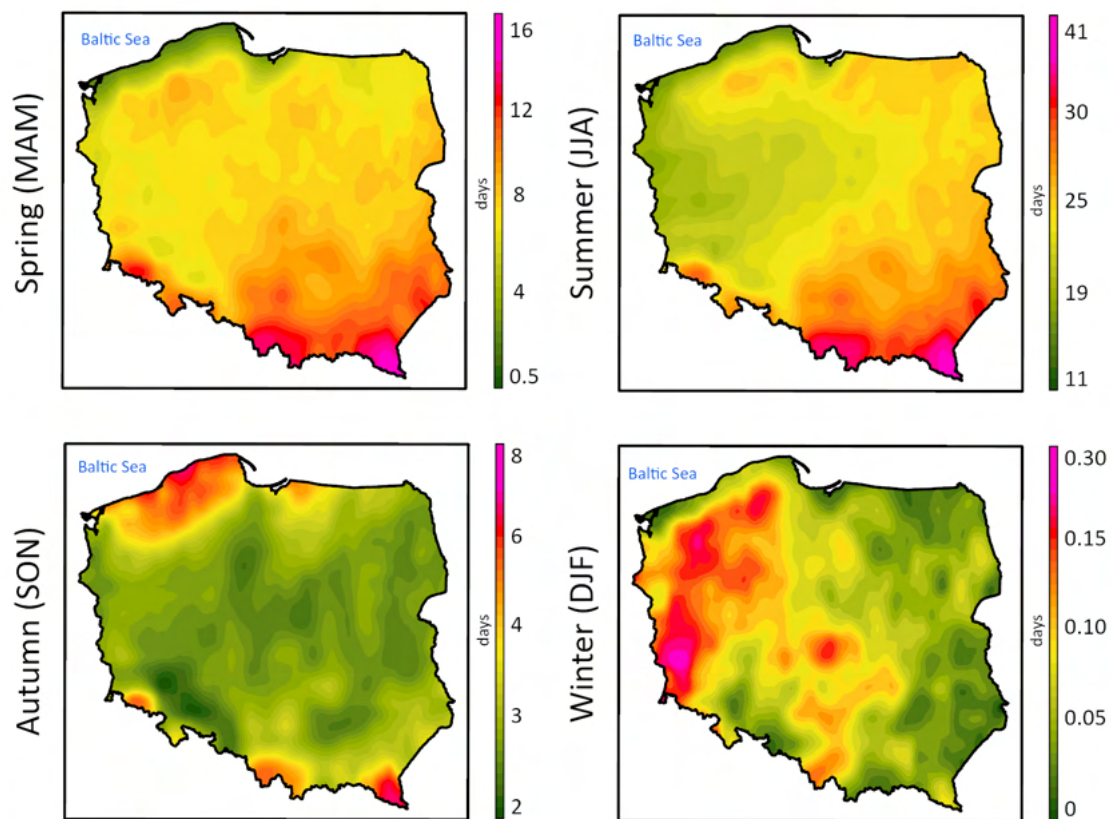 Spring (MAM)
Baltic Sea
16
12
8
4
0.5
days
Summer (JJA)
Baltic Sea
41
30
25
19
11
days
Autumn (SON)
Baltic Sea
8
6
4
3
2
days
Winter (DJF)
Baltic Sea
0.30
0.15
0.10
0.05
0
days